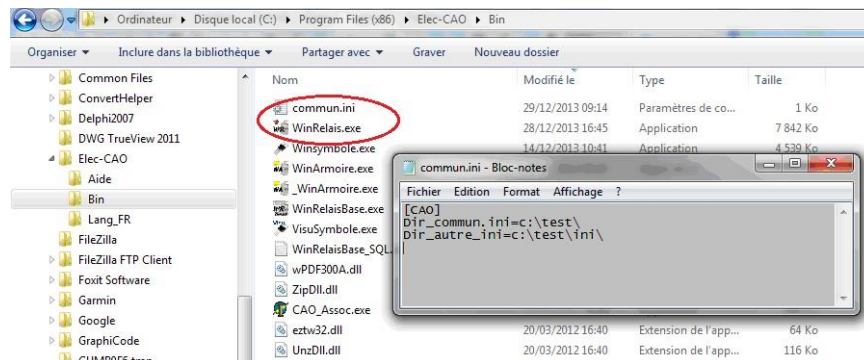 Ordinateur ▸ Disque local (C:) ▸ Program Files (x86) ▸ Elec-CAO ▸ Bin
Organiser Inclure dans la bibliothèque Partager avec Graver Nouveau dossier
Common Files
ConvertHelper
Delphi2007
DWG TrueView 2011
Elec-CAO
Aide
Bin
Lang_FR
FileZilla
FileZilla FTP Client
Foxit Software
Garmin
Google
GraphiCode
Nom Modifié le Type Taille
commun.ini 29/12/2013 09:14 Paramètres de co... 1 Ko
WinRelais.exe 28/12/2013 16:45 Application 7 842 Ko
Winsymbole.exe 14/12/2013 10:41 Application 4 539 Ko
WinArmoire.exe
_WinArmoire.exe
WinRelaisBase.exe
VisuSymbole.exe
WinRelaisBase_SQL.
wPDF300A.dll
ZipDll.dll
CAO_Assoc.exe
eztw32.dll 20/03/2012 16:40 Extension de l'app... 64 Ko
UnzDll.dll 20/03/2012 16:40 Extension de l'app... 116 Ko
commun.ini - Bloc-notes
Fichier Edition Format Affichage ?
[CAO]
Dir_commun.ini=c:\test\
Dir_autre_ini=c:\test\ini\